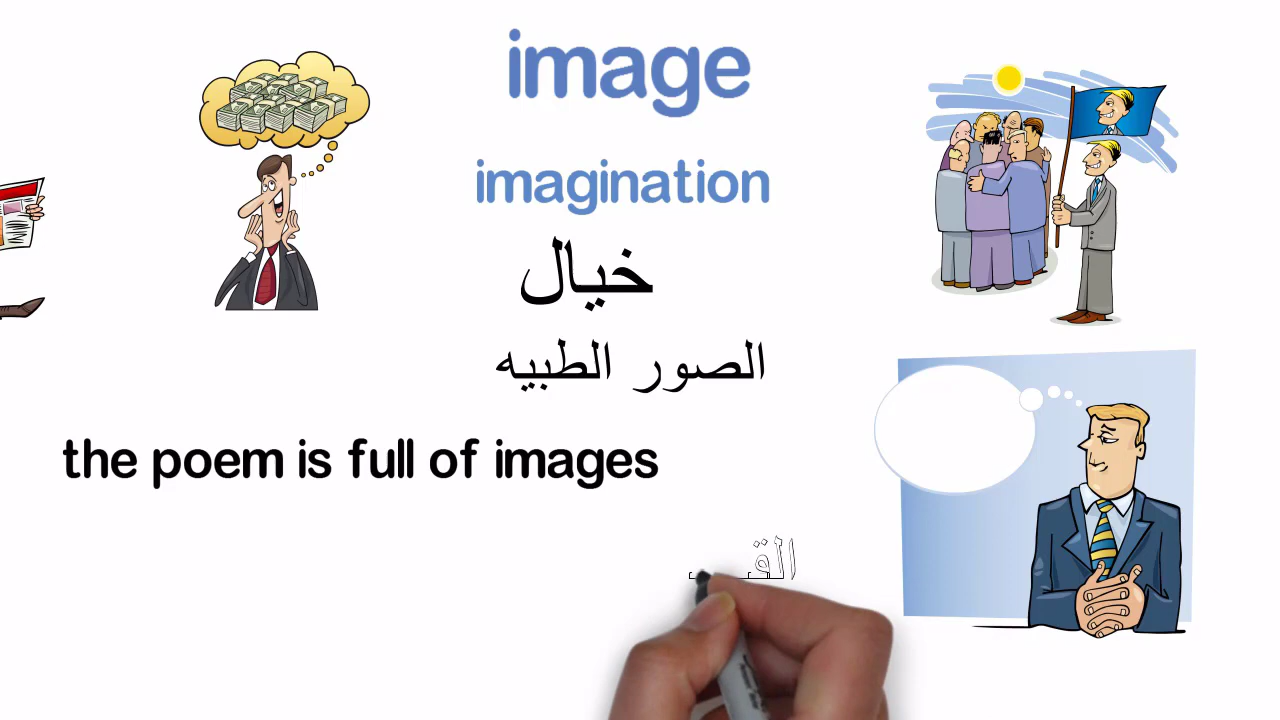 image
imagination
خيال
الصور الطبيه
the poem is full of images